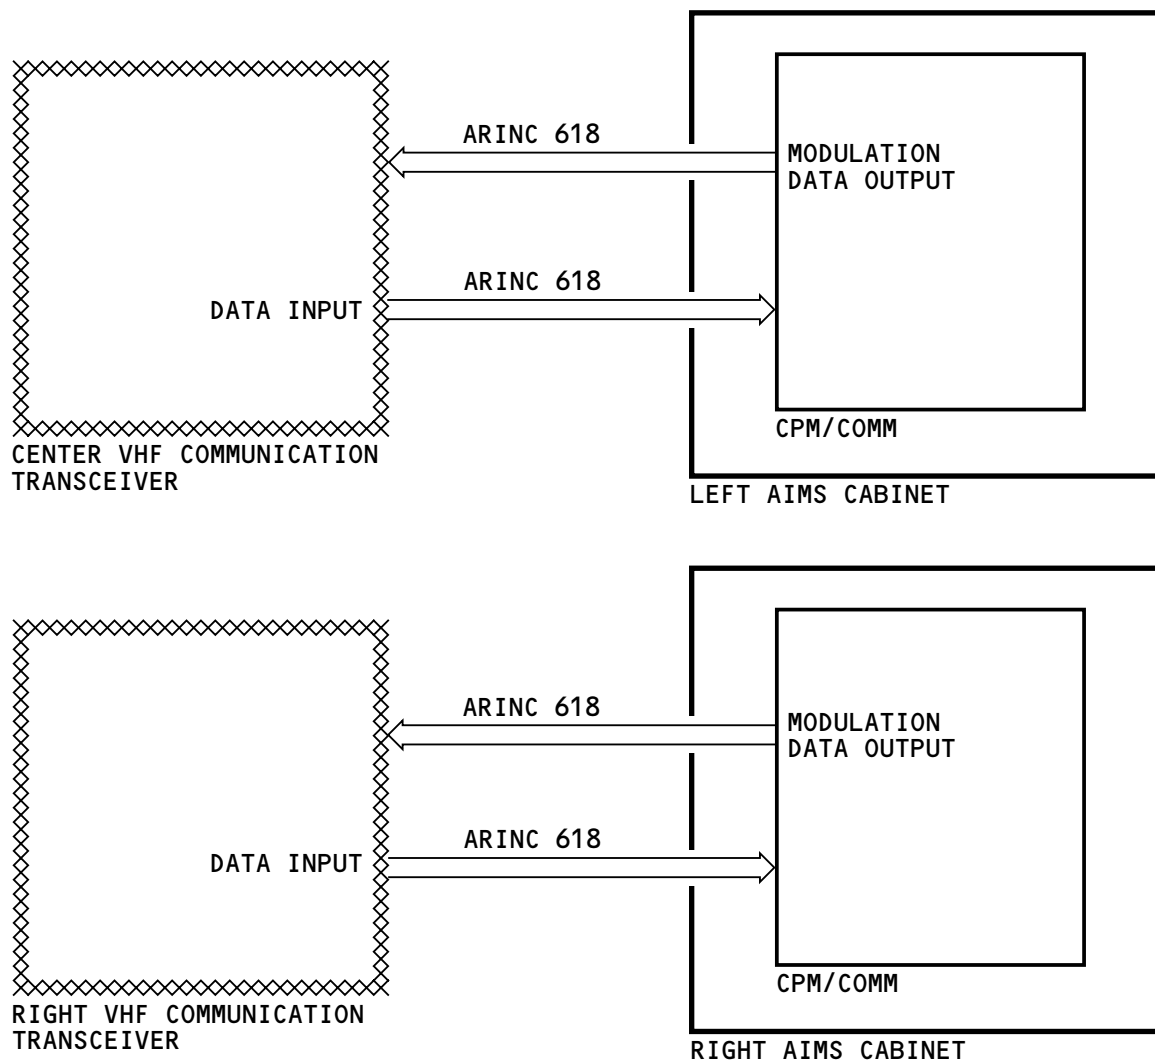 ARINC 618
MODULATION
DATA OUTPUT
ARINC 618
DATA INPUT
CPM/COMM
CENTER VHF COMMUNICATION
TRANSCEIVER
LEFT AIMS CABINET
ARINC 618
MODULATION
DATA OUTPUT
ARINC 618
DATA INPUT
CPM/COMM
RIGHT VHF COMMUNICATION
TRANSCEIVER
RIGHT AIMS CABINET